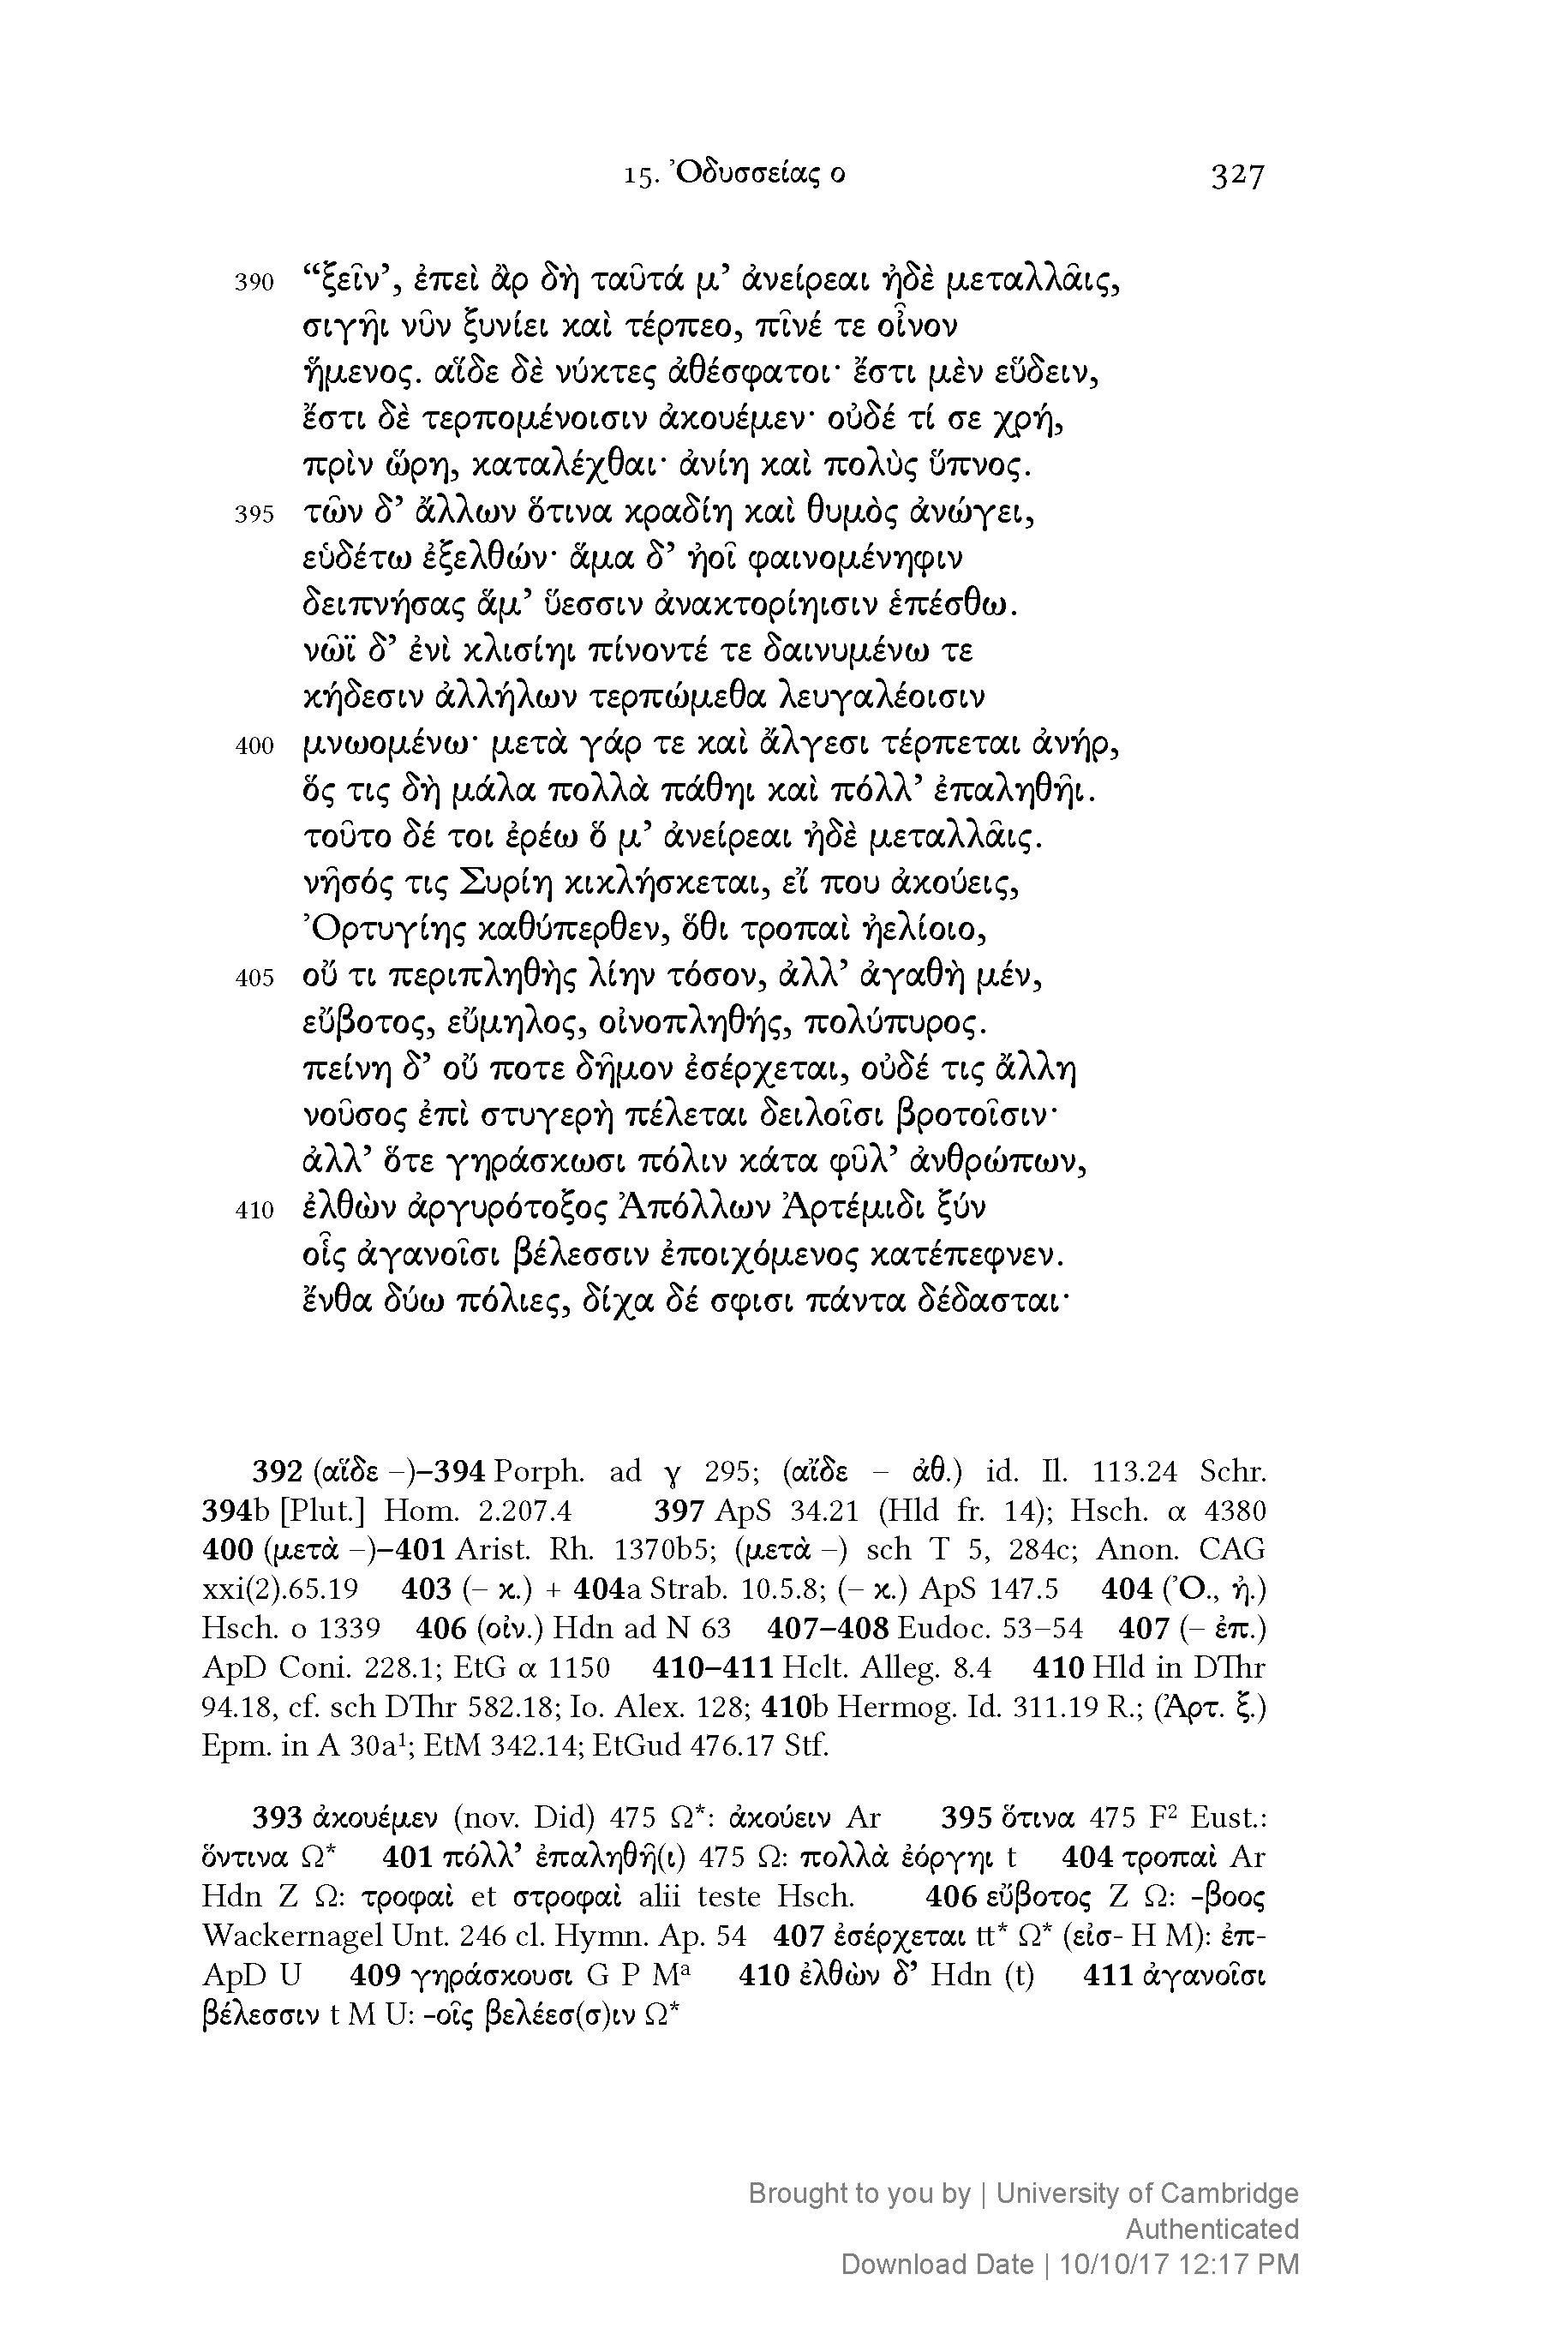 15. Ὀδυσσείας ο 327
390 “ξεῖν’, ἐπεὶ ἂρ δὴ ταῦτά μ’ ἀνείρεαι ἠδὲ μεταλλᾶις,
σιγῆι νῦν ξυνίει καὶ τέρπεο, πῖνέ τε οἶνον
ἥμενος. αἵδε δὲ νύκτες ἀθέσφατοι· ἔστι μὲν εὕδειν,
ἔστι δὲ τερπομένοισιν ἀκουέμεν· οὐδέ τί σε χρή,
πρὶν ὥρη, καταλέχθαι· ἀνίη καὶ πολὺς ὕπνος.
395 τῶν δ’ ἄλλων ὅτινα κραδίη καὶ θυμὸς ἀνώγει,
εὑδέτω ἐξελθών· ἅμα δ’ ἠοῖ φαινομένηφιν
δειπνήσας ἅμ’ ὕεσσιν ἀνακτορίηισιν ἑπέσθω.
νῶϊ δ’ ἐνὶ κλισίηι πίνοντέ τε δαινυμένω τε
κήδεσιν ἀλλήλων τερπώμεθα λευγαλέοισιν
400 μνωομένω· μετὰ γάρ τε καὶ ἄλγεσι τέρπεται ἀνήρ,
ὅς τις δὴ μάλα πολλὰ πάθηι καὶ πόλλ’ ἐπαληθῆι.
τοῦτο δέ τοι ἐρέω ὅ μ’ ἀνείρεαι ἠδὲ μεταλλᾶις.
νῆσός τις Συρίη κικλήσκεται, εἴ που ἀκούεις,
Ὀρτυγίης καθύπερθεν, ὅθι τροπαὶ ἠελίοιο,
405 οὔ τι περιπληθὴς λίην τόσον, ἀλλ’ ἀγαθὴ μέν,
εὔβοτος, εὔμηλος, οἰνοπληθής, πολύπυρος.
πείνη δ’ οὔ ποτε δῆμον ἐσέρχεται, οὐδέ τις ἄλλη
νοῦσος ἐπὶ στυγερὴ πέλεται δειλοῖσι βροτοῖσιν·
ἀλλ’ ὅτε γηράσκωσι πόλιν κάτα φῦλ’ ἀνθρώπων,
410 ἐλθὼν ἀργυρότοξος Ἀπόλλων Ἀρτέμιδι ξύν
οἷς ἀγανοῖσι βέλεσσιν ἐποιχόμενος κατέπεφνεν.
ἔνθα δύω πόλιες, δίχα δέ σφισι πάντα δέδασται·
392 (αἵδε –)–394 Porph. ad γ 295; (αἵδε – ἀθ.) id. Il. 113.24 Schr.
394b [Plut.] Hom. 2.207.4 397 ApS 34.21 (Hld fr. 14); Hsch. α 4380
400 (μετὰ –)–401 Arist. Rh. 1370b5; (μετὰ –) sch T 5, 284c; Anon. CAG
xxi(2).65.19 403 (– κ.) + 404a Strab. 10.5.8; (– κ.) ApS 147.5 404 (Ὀ., ἠ.)
Hsch. ο 1339 406 (οἰν.) Hdn ad N 63 407–408 Eudoc. 53–54 407 (– ἐπ.)
ApD Coni. 228.1; EtG α 1150 410–411 Hclt. Alleg. 8.4 410 Hld in DThr
94.18, cf. sch DThr 582.18; Io. Alex. 128; 410b Hermog. Id. 311.19 R.; (Ἀρτ. ξ.)
Epm. in A 30a¹; EtM 342.14; EtGud 476.17 Stf.
393 ἀκουέμεν (nov. Did) 475 Ω*: ἀκούειν Ar 395 ὅτινα 475 F² Eust.:
ὅντινα Ω* 401 πόλλ’ ἐπαληθῆ(ι) 475 Ω: πολλὰ ἐόργηι t 404 τροπαὶ Ar
Hdn Z Ω: τροφαὶ et στροφαὶ alii teste Hsch. 406 εὔβοτος Z Ω: -βοος
Wackernagel Unt. 246 cl. Hymn. Ap. 54 407 ἐσέρχεται tt* Ω* (εἰσ- H M): ἐπ-
ApD U 409 γηράσκουσι G P Mᵃ 410 ἐλθὼν δ’ Hdn (t) 411 ἀγανοῖσι
βέλεσσιν t M U: -οῖς βελέεσ(σ)ιν Ω*
Brought to you by | University of Cambridge
Authenticated
Download Date | 10/10/17 12:17 PM